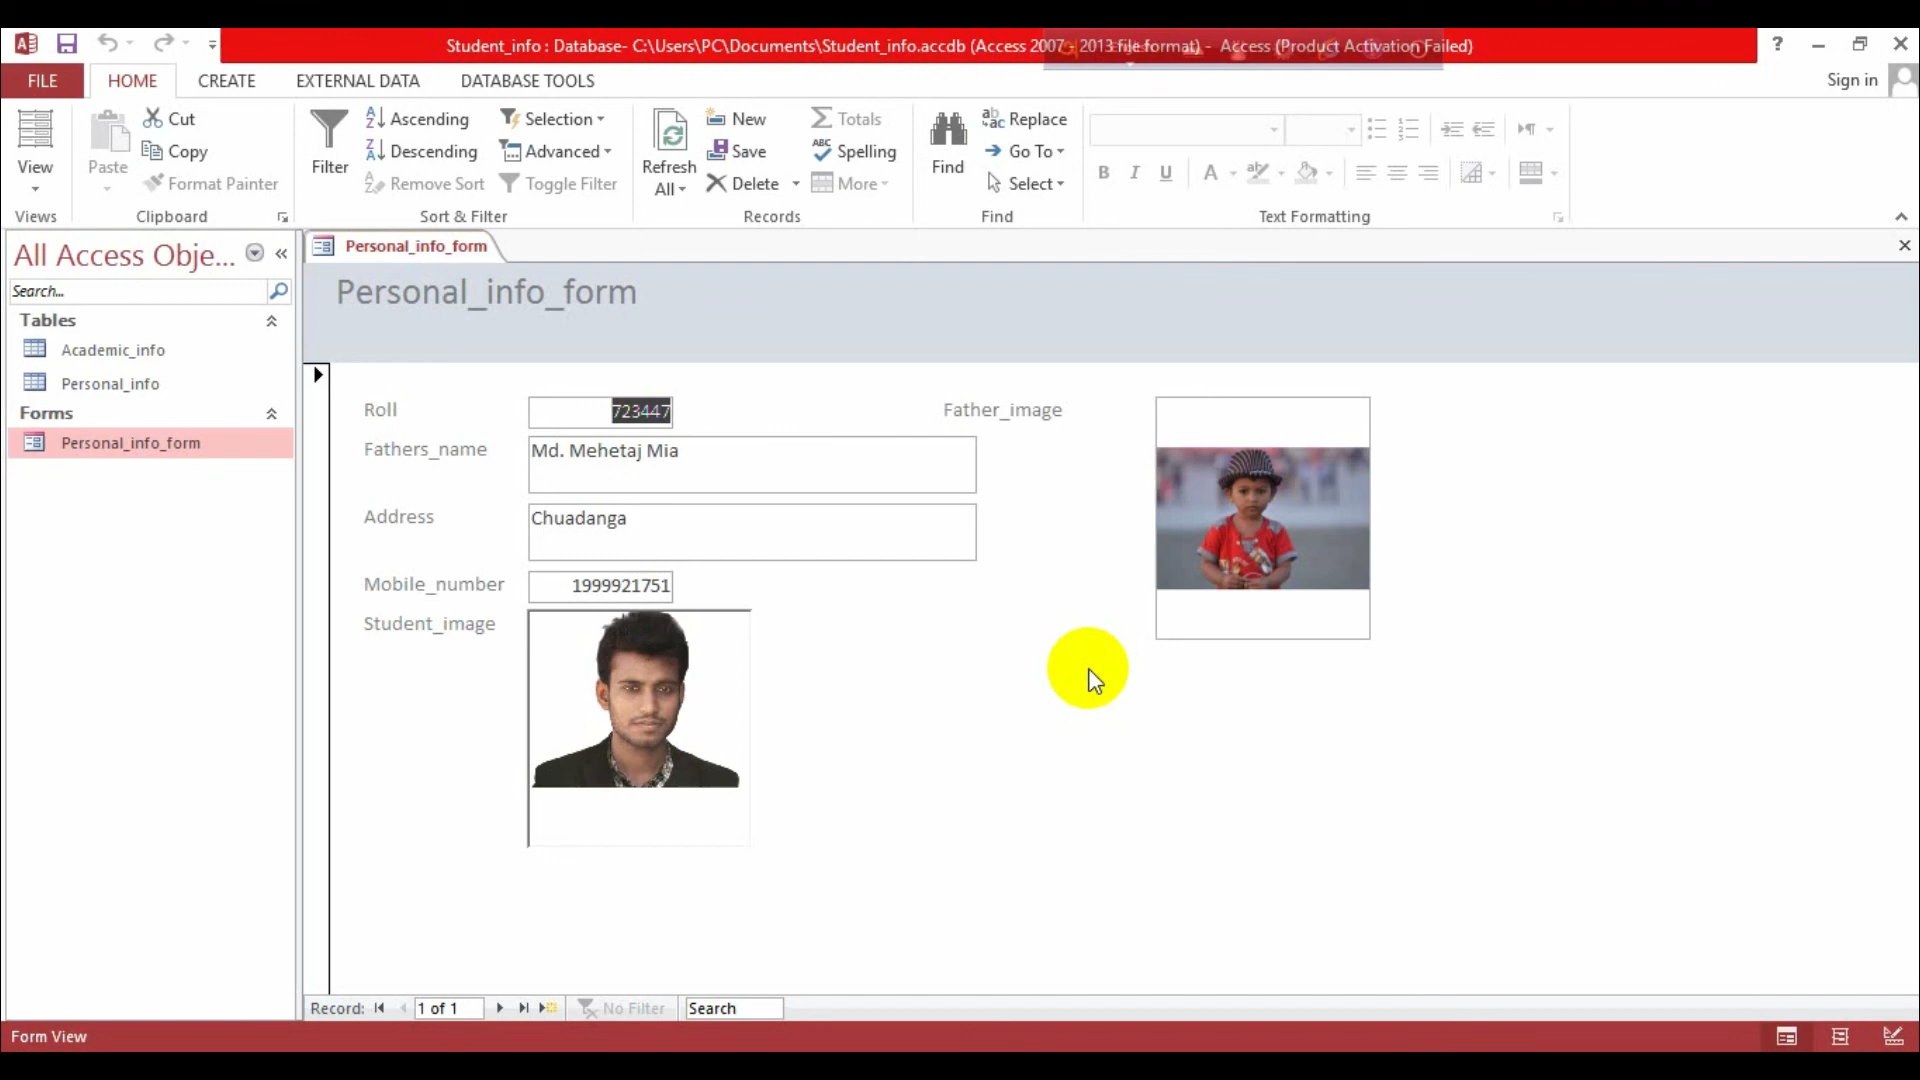 Student_info : Database- C:\Users\PC\Documents\Student_info.accdb (Access 2007 - 2013 file format) - Access (Product Activation Failed)
?
FILE HOME CREATE EXTERNAL DATA DATABASE TOOLS
Sign in
View
Views
Paste
Cut
Copy
Format Painter
Clipboard
Filter
Ascending
Descending
Remove Sort
Selection
Advanced
Toggle Filter
Sort & Filter
Refresh
All
New
Save
Delete
Totals
Spelling
More
Records
Find
Replace
Go To
Select
Find
B I U A
Text Formatting
All Access Obje...
Search...
Tables
Academic_info
Personal_info
Forms
Personal_info_form
Personal_info_form
Personal_info_form
Roll 723447
Fathers_name Md. Mehetaj Mia
Address Chuadanga
Mobile_number 1999921751
Student_image
Father_image
Record: 1 of 1 No Filter Search
Form View